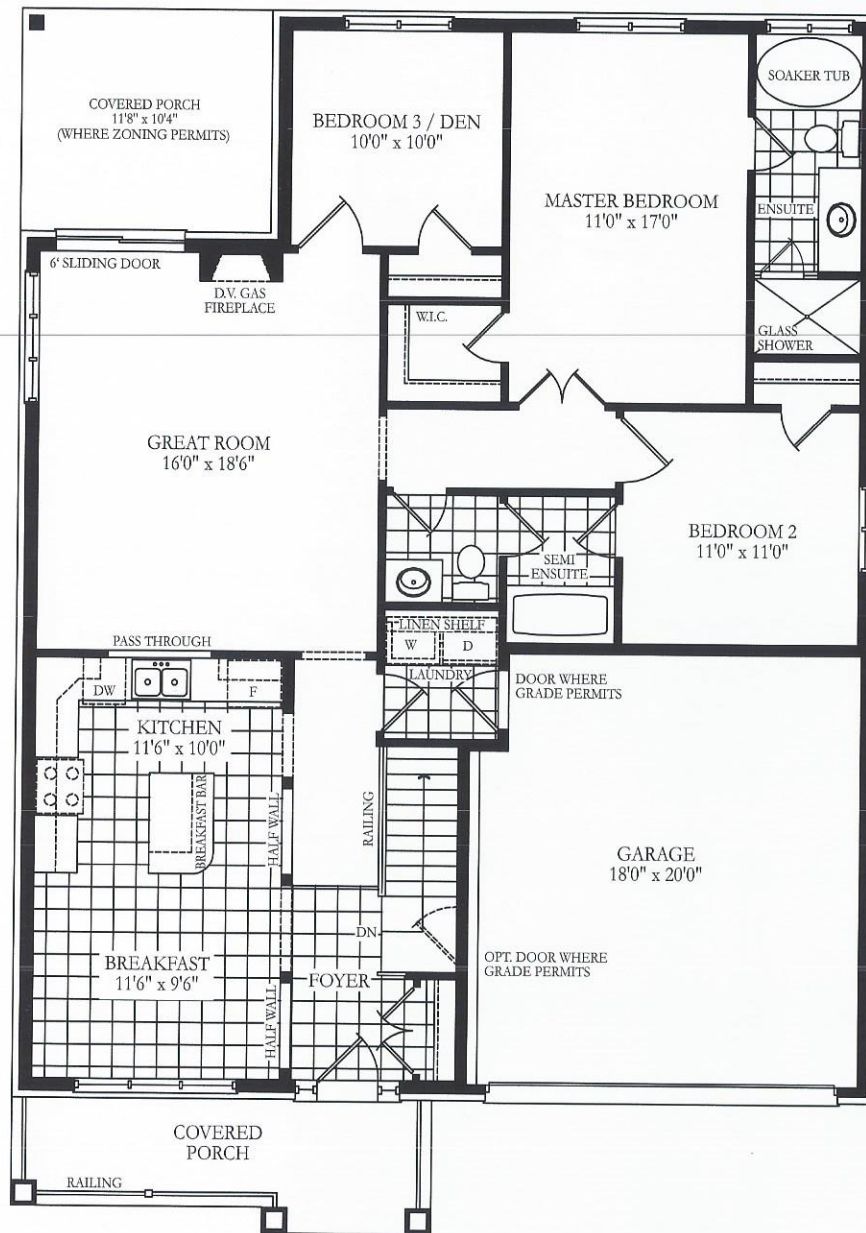 COVERED PORCH
11'8" x 10'4"
(WHERE ZONING PERMITS)
BEDROOM 3 / DEN
10'0" x 10'0"
SOAKER TUB
MASTER BEDROOM
11'0" x 17'0"
ENSUITE
6' SLIDING DOOR
D.V. GAS
FIREPLACE
W.I.C.
GLASS
SHOWER
GREAT ROOM
16'0" x 18'6"
BEDROOM 2
11'0" x 11'0"
SEMI
ENSUITE
PASS THROUGH
LINEN SHELF
W
D
LAUNDRY
DOOR WHERE
GRADE PERMITS
DW
F
KITCHEN
11'6" x 10'0"
BREAKFAST BAR
HALF WALL
RAILING
GARAGE
18'0" x 20'0"
DN
OPT. DOOR WHERE
GRADE PERMITS
BREAKFAST
11'6" x 9'6"
FOYER
HALF WALL
COVERED
PORCH
RAILING